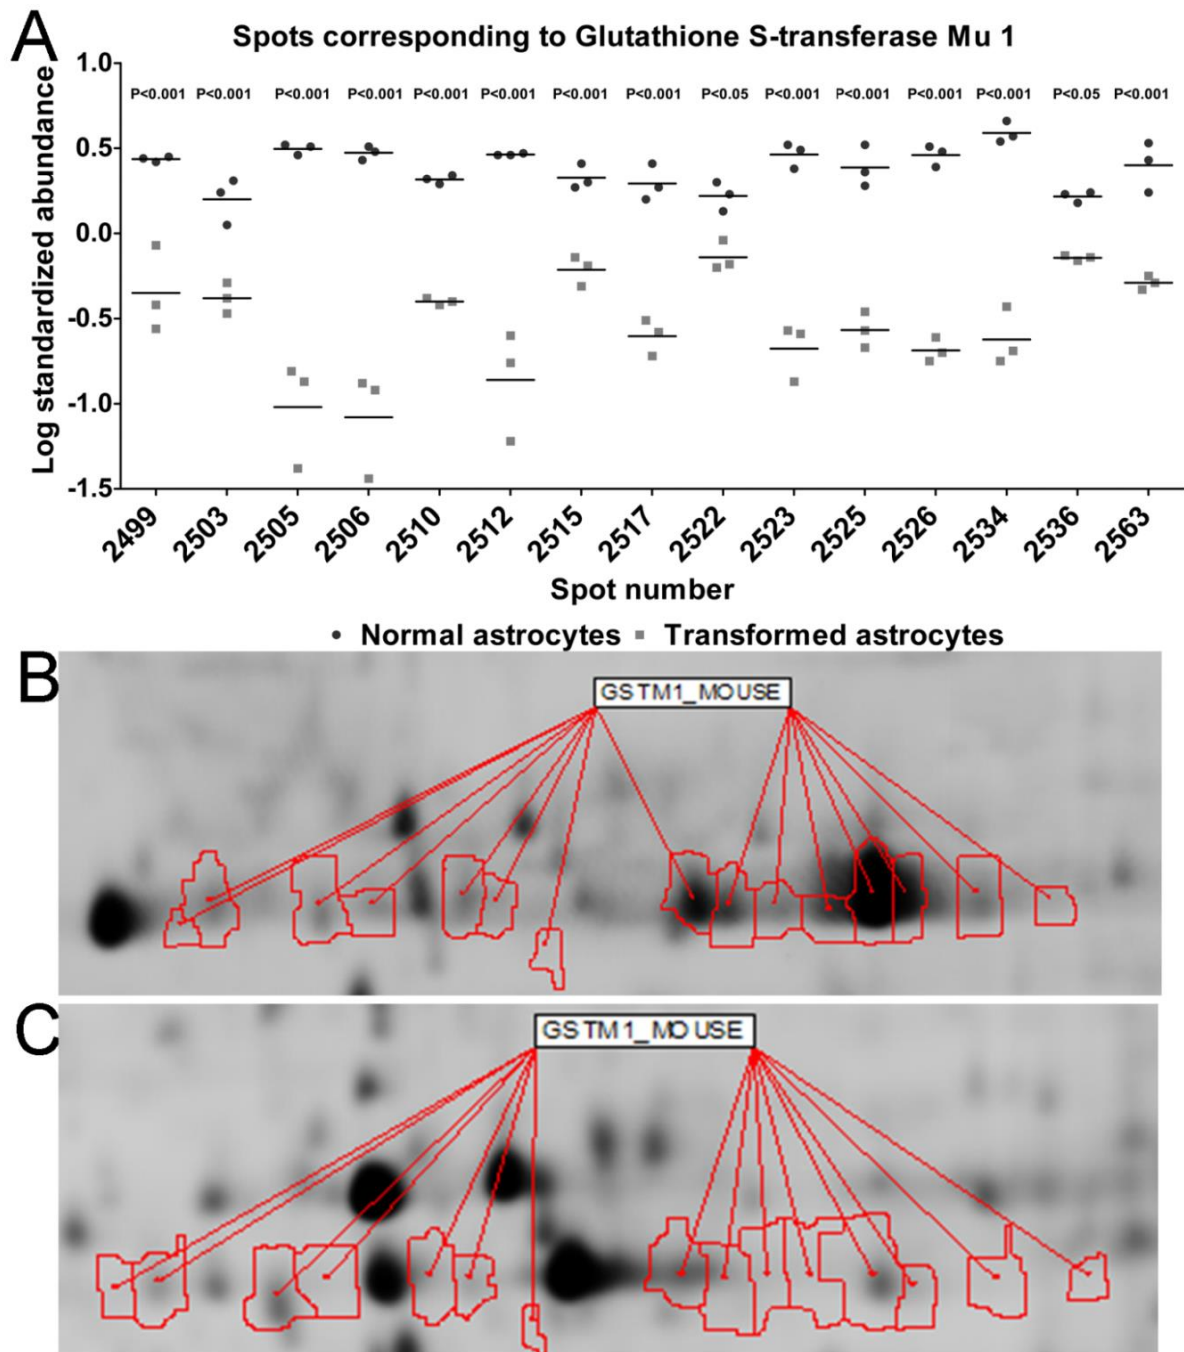 A
Spots corresponding to Glutathione S-transferase Mu 1
Log standardized abundance
1.0
0.5
0.0
-0.5
-1.0
-1.5
P<0.001 P<0.001 P<0.001 P<0.001 P<0.001 P<0.001 P<0.001 P<0.001 P<0.05 P<0.001 P<0.001 P<0.001 P<0.001 P<0.05 P<0.001
2499 2503 2505 2506 2510 2512 2515 2517 2522 2523 2525 2526 2534 2536 2563
Spot number
Normal astrocytes Transformed astrocytes
B
GSTM1_MOUSE
C
GSTM1_MOUSE